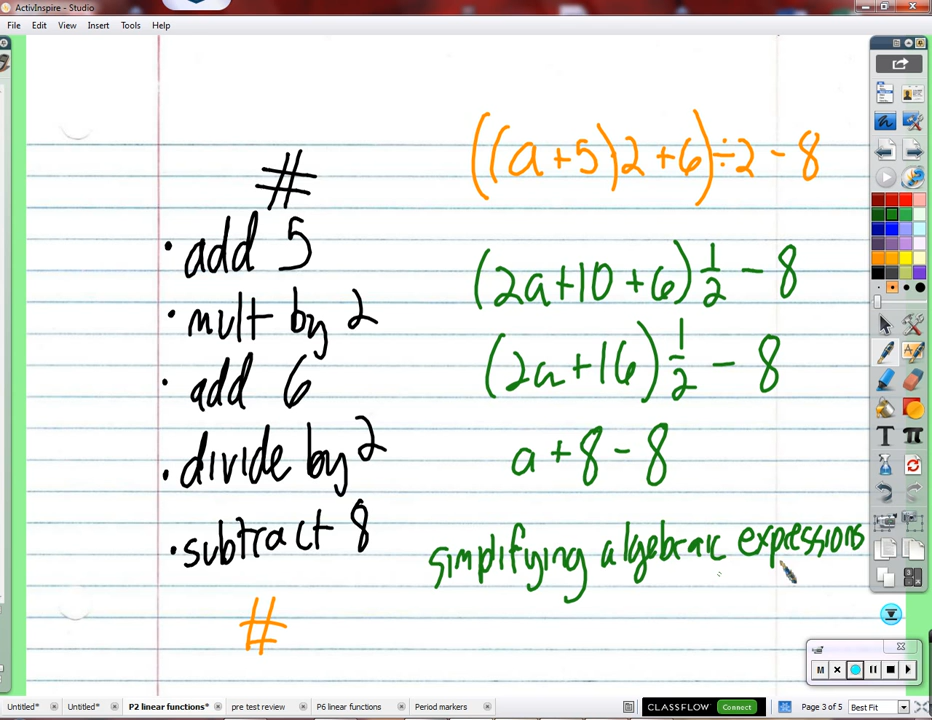 ActivInspire - Studio
File Edit View Insert Tools Help
#
· add 5
· mult by 2
· add 6
· divide by 2
· subtract 8
#
((a+5)2+6)÷2-8
(2a+10+6)1/2-8
(2a+16)1/2-8
a+8-8
simplifying algebraic expressions
M
Untitled* Untitled* P2 linear functions* pre test review P6 linear functions Period markers CLASSFLOW Connect Page 3 of 5 Best Fit